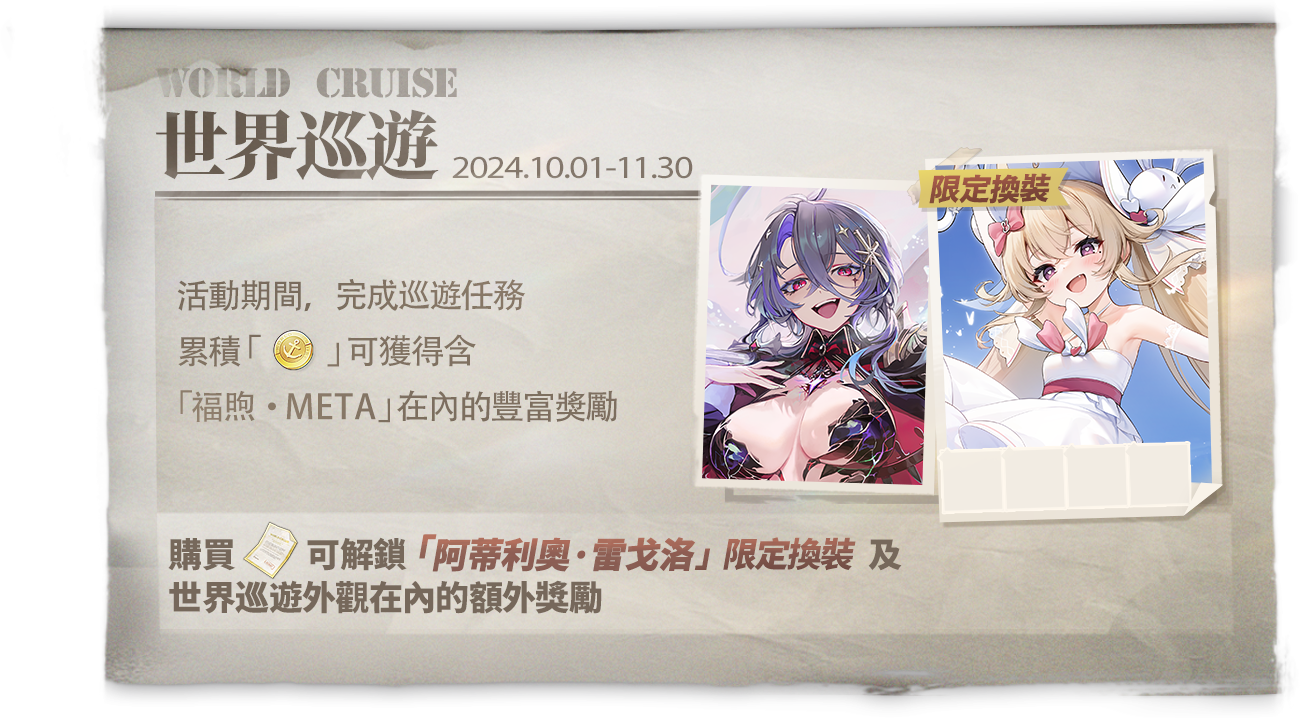 WORLD CRUISE
世界巡遊 2024.10.01-11.30
限定換裝
活動期間，完成巡遊任務
累積「 」可獲得含
「福煦・META」在內的豐富獎勵
購買 可解鎖「阿蒂利奧·雷戈洛」限定換裝 及
世界巡遊外觀在內的額外獎勵